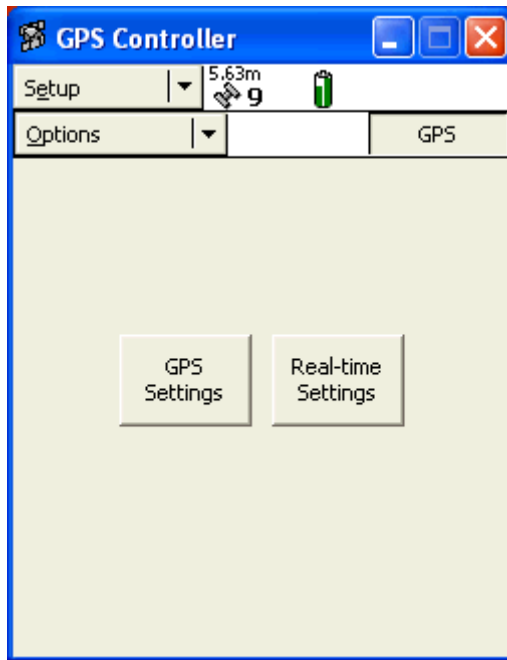 GPS Controller
Setup
5.63m
9
Options
GPS
GPS
Settings
Real-time
Settings